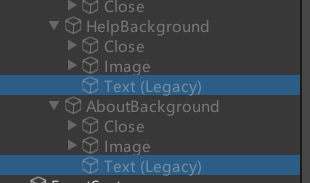 Close
HelpBackground
Close
Image
Text (Legacy)
AboutBackground
Close
Image
Text (Legacy)